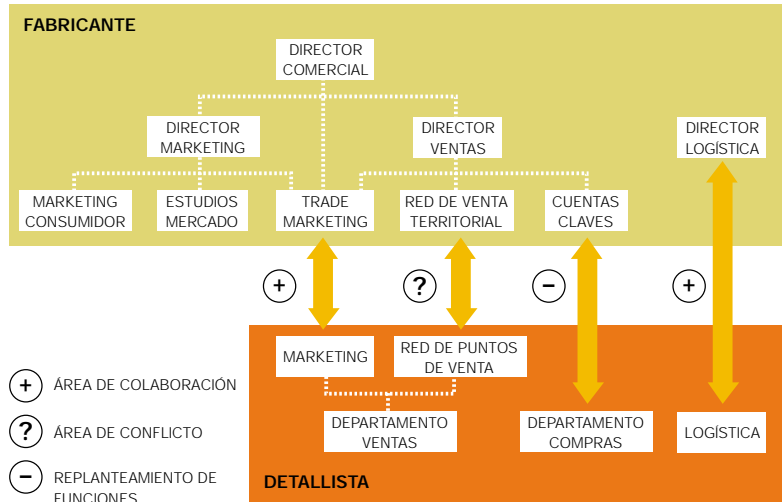 FABRICANTE
DIRECTOR
COMERCIAL
DIRECTOR
MARKETING
DIRECTOR
VENTAS
DIRECTOR
LOGÍSTICA
MARKETING
CONSUMIDOR
ESTUDIOS
MERCADO
TRADE
MARKETING
RED DE VENTA
TERRITORIAL
CUENTAS
CLAVES
+
?
−
+
MARKETING
RED DE PUNTOS
DE VENTA
DEPARTAMENTO
VENTAS
DEPARTAMENTO
COMPRAS
LOGÍSTICA
DETALLISTA
+ ÁREA DE COLABORACIÓN
? ÁREA DE CONFLICTO
− REPLANTEAMIENTO DE
FUNCIONES